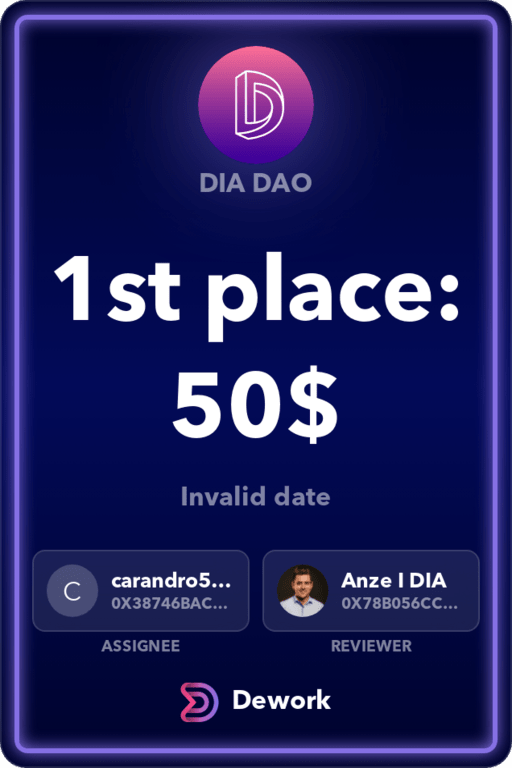 DIA DAO
1st place:
50$
Invalid date
C
carandro5...
0X38746BAC...
ASSIGNEE
Anze I DIA
0X78B056CC...
REVIEWER
Dework